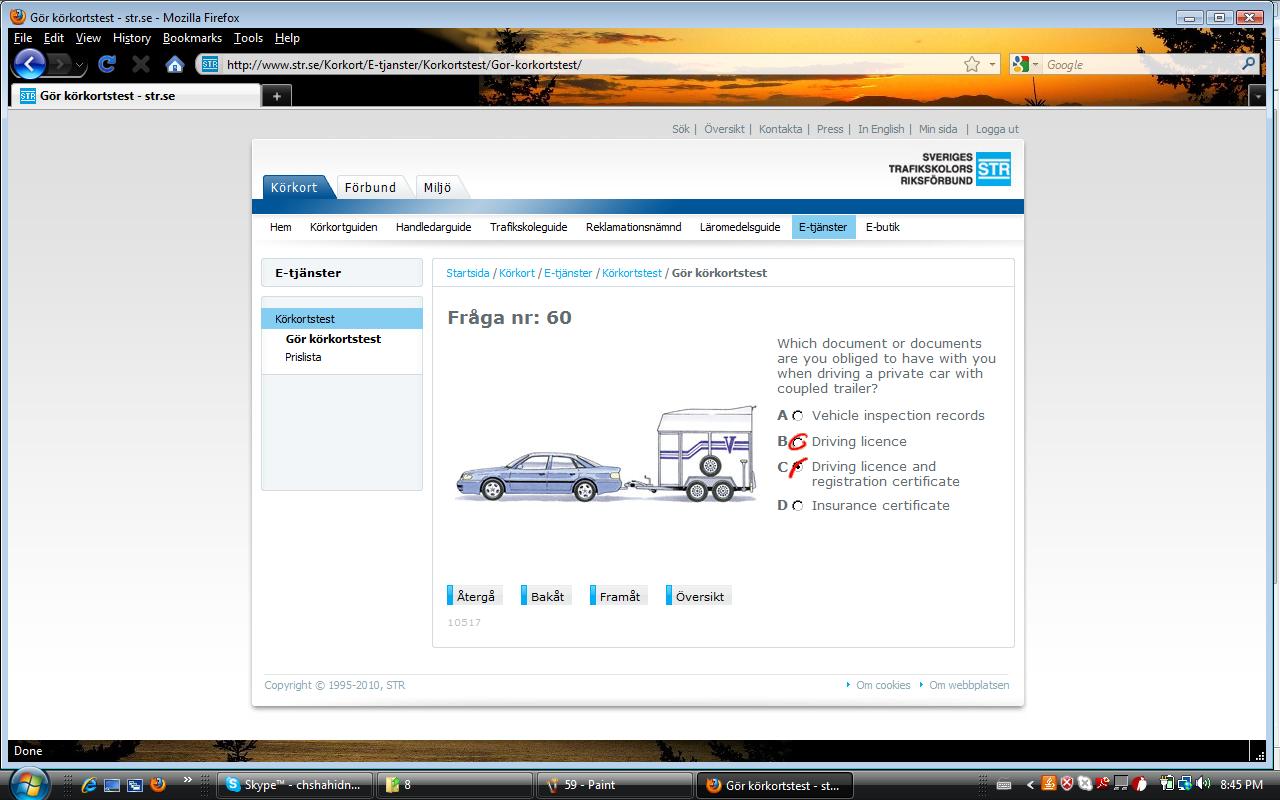 Gör körkortstest - str.se - Mozilla Firefox
File Edit View History Bookmarks Tools Help
STR http://www.str.se/Korkort/E-tjanster/Korkortstest/Gor-korkortstest/ Google
STR Gör körkortstest - str.se +
Sök | Översikt | Kontakta | Press | In English | Min sida | Logga ut
SVERIGES
TRAFIKSKOLORS
RIKSFÖRBUND
STR
Körkort Förbund Miljö
Hem Körkortguiden Handledarguide Trafikskoleguide Reklamationsnämnd Läromedelsguide E-tjänster E-butik
E-tjänster
Körkortstest
Gör körkortstest
Prislista
Startsida / Körkort / E-tjänster / Körkortstest / Gör körkortstest
Fråga nr: 60
Which document or documents
are you obliged to have with you
when driving a private car with
coupled trailer?
A Vehicle inspection records
B Driving licence
C Driving licence and
registration certificate
D Insurance certificate
V
Återgå Bakåt Framåt Översikt
10517
Copyright © 1995-2010, STR
Om cookies Om webbplatsen
Done
Skype™ - chshahidn... 8 59 - Paint Gör körkortstest - st... 8:45 PM